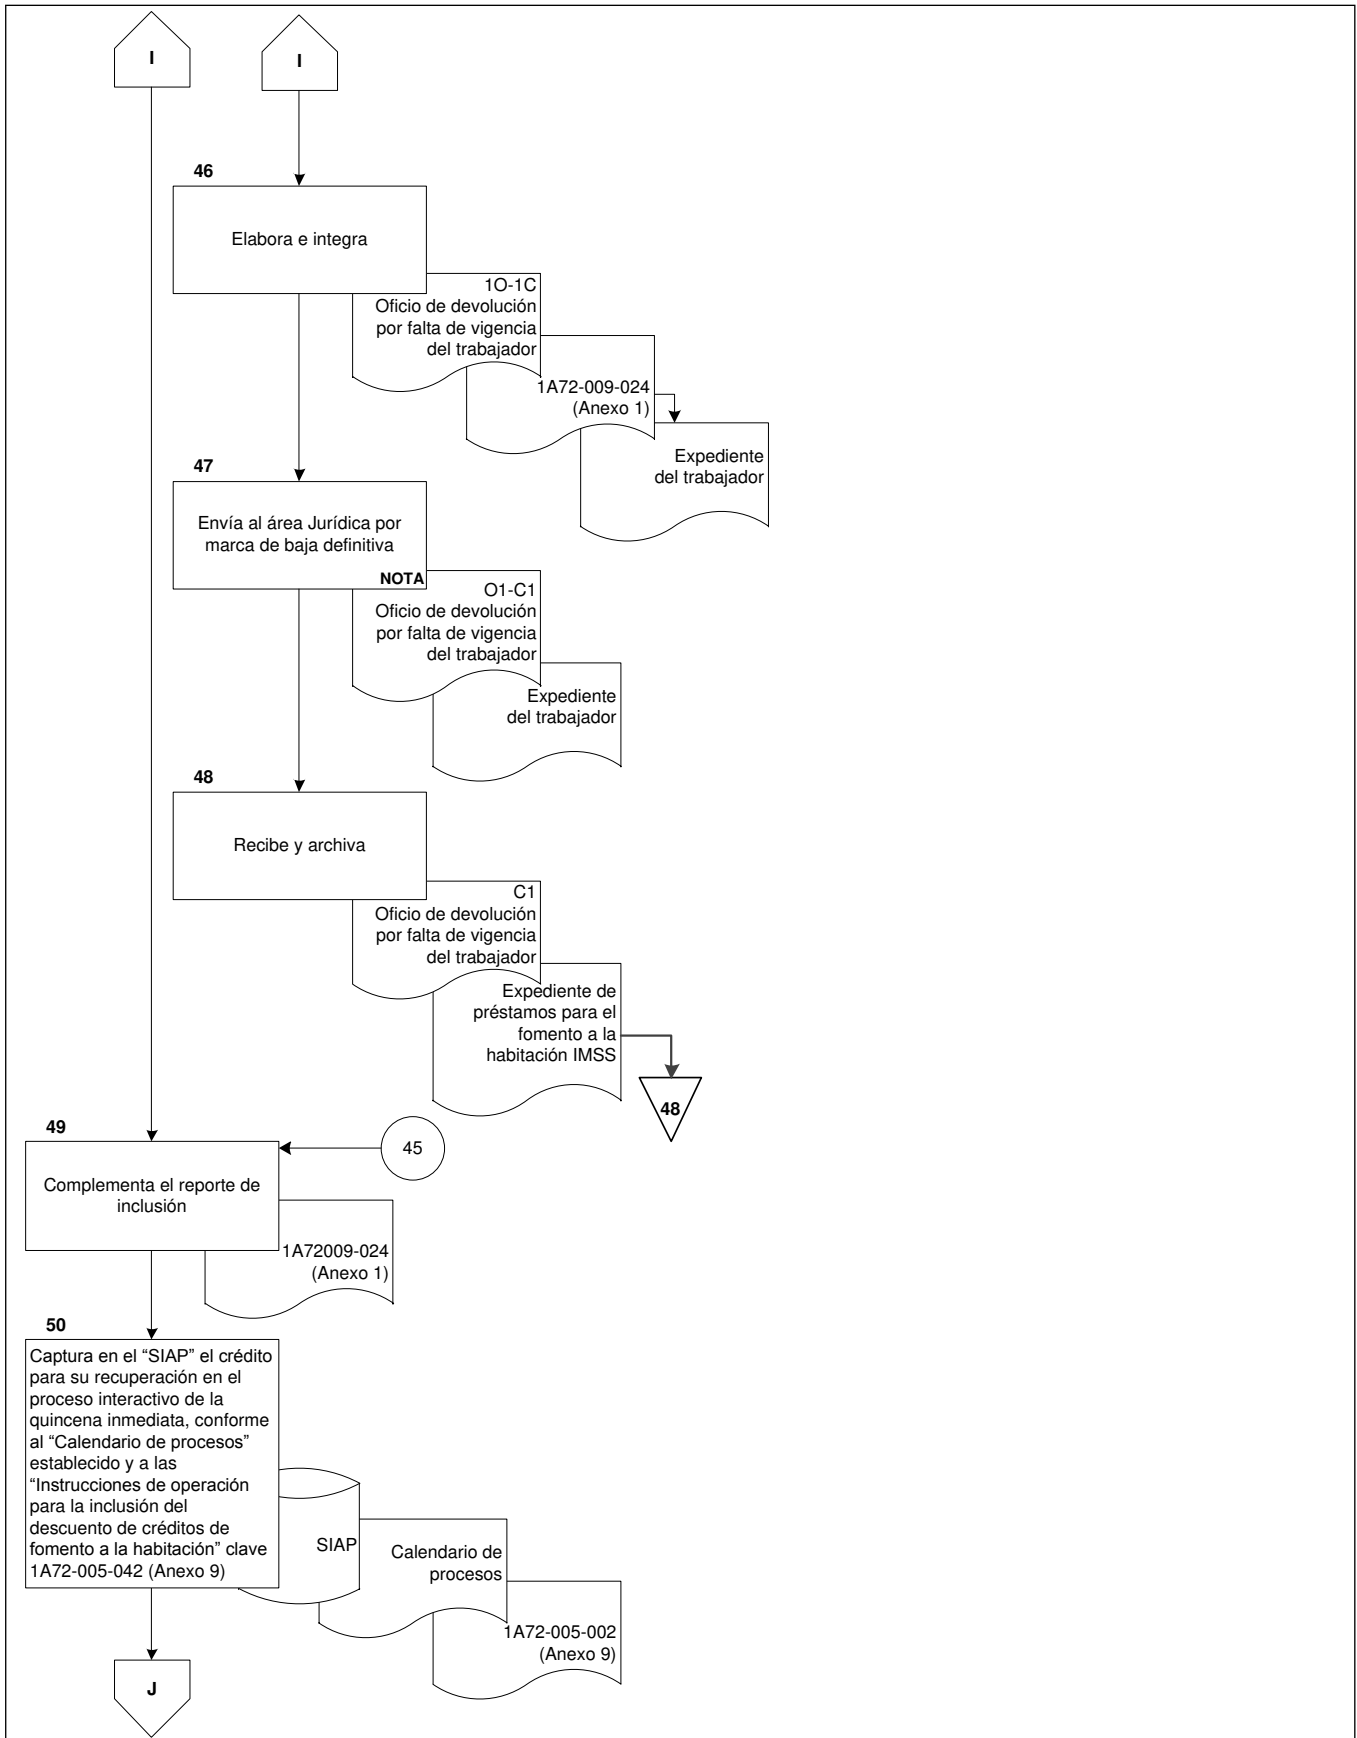 I
I
46
Elabora e integra
1O-1C
Oficio de devolución
por falta de vigencia
del trabajador
1A72-009-024
(Anexo 1)
Expediente
del trabajador
47
Envía al área Jurídica por
marca de baja definitiva
NOTA
O1-C1
Oficio de devolución
por falta de vigencia
del trabajador
Expediente
del trabajador
48
Recibe y archiva
C1
Oficio de devolución
por falta de vigencia
del trabajador
Expediente de
préstamos para el
fomento a la
habitación IMSS
48
49
45
Complementa el reporte de
inclusión
1A72009-024
(Anexo 1)
50
Captura en el “SIAP” el crédito
para su recuperación en el
proceso interactivo de la
quincena inmediata, conforme
al “Calendario de procesos”
establecido y a las
“Instrucciones de operación
para la inclusión del
descuento de créditos de
fomento a la habitación” clave
1A72-005-042 (Anexo 9)
SIAP
Calendario de
procesos
1A72-005-002
(Anexo 9)
J